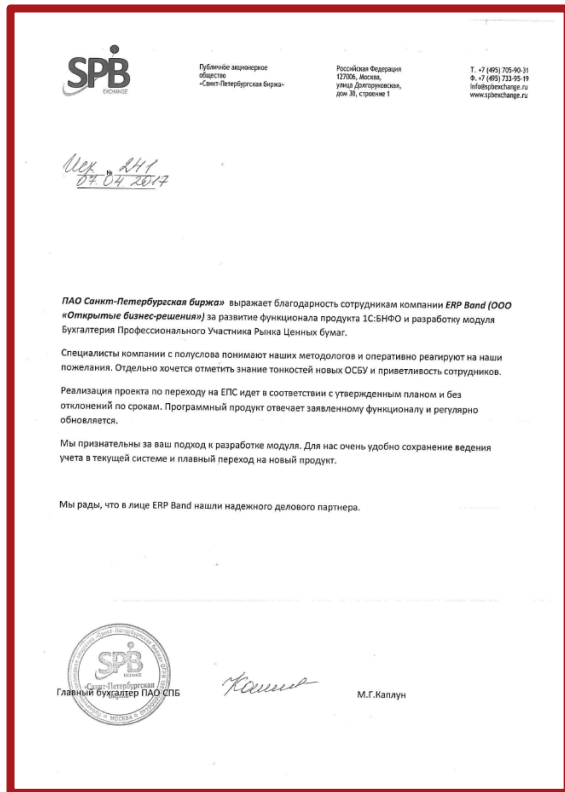 SPB
EXCHANGE
Публичное акционерное
общество
«Санкт-Петербургская биржа»
Российская Федерация
127006, Москва,
улица Долгоруковская,
дом 38, строение 1
Т. +7 (495) 705-90-31
Ф. +7 (495) 733-95-19
info@spbexchange.ru
www.spbexchange.ru
Исх № 241
07.04 2017
ПАО Санкт-Петербургская биржа» выражает благодарность сотрудникам компании ERP Band (ООО
«Открытые бизнес-решения») за развитие функционала продукта 1С:БНФО и разработку модуля
Бухгалтерия Профессионального Участника Рынка Ценных бумаг.
Специалисты компании с полуслова понимают наших методологов и оперативно реагируют на наши
пожелания. Отдельно хочется отметить знание тонкостей новых ОСБУ и приветливость сотрудников.
Реализация проекта по переходу на ЕПС идет в соответствии с утвержденным планом и без
отклонений по срокам. Программный продукт отвечает заявленному функционалу и регулярно
обновляется.
Мы признательны за ваш подход к разработке модуля. Для нас очень удобно сохранение ведения
учета в текущей системе и плавный переход на новый продукт.
Мы рады, что в лице ERP Band нашли надежного делового партнера.
SPB
EXCHANGE
«Санкт-Петербургская
биржа»
МОСКВА
Главный бухгалтер ПАО СПБ
М.Г.Каплун